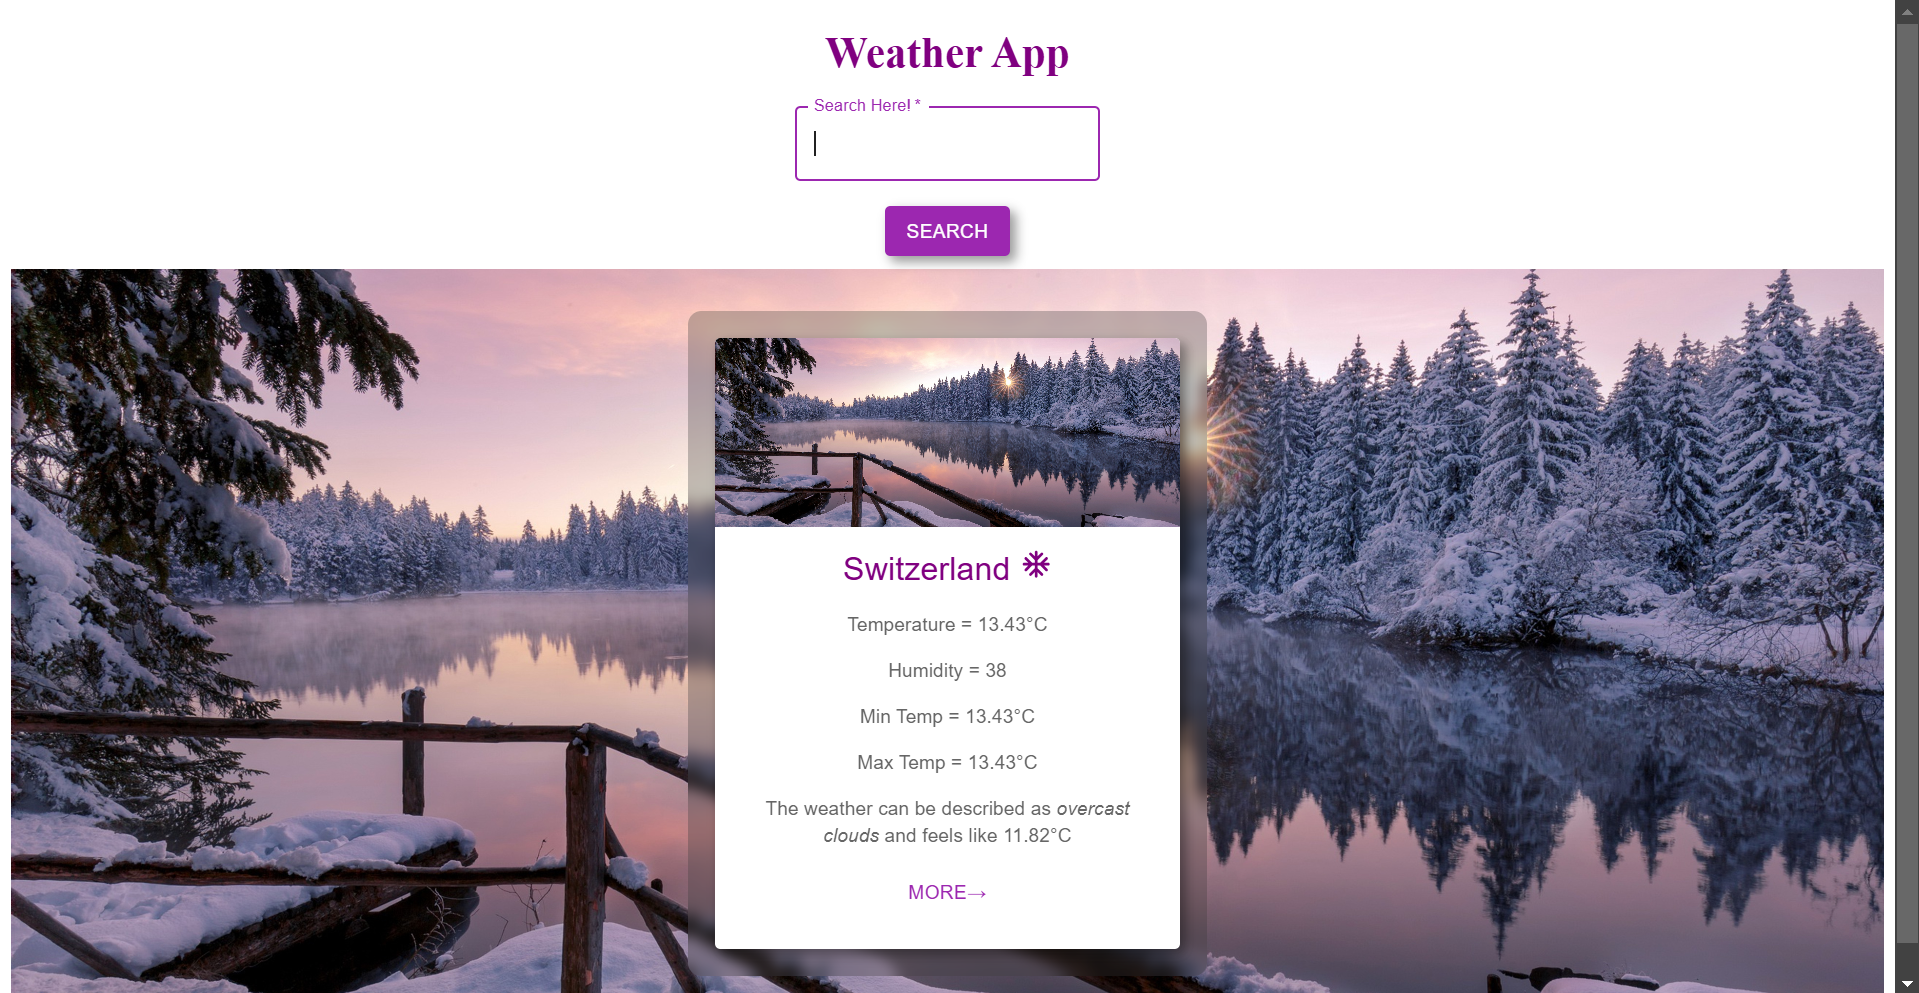 Weather App
Search Here! *
SEARCH
Switzerland
Temperature = 13.43°C
Humidity = 38
Min Temp = 13.43°C
Max Temp = 13.43°C
The weather can be described as overcast
clouds and feels like 11.82°C
MORE→